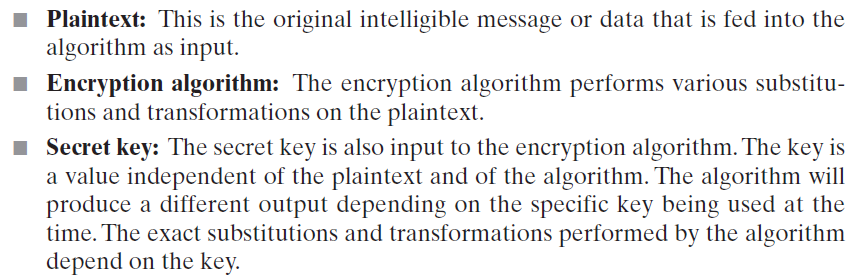 ■ Plaintext: This is the original intelligible message or data that is fed into the
algorithm as input.
■ Encryption algorithm: The encryption algorithm performs various substitu-
tions and transformations on the plaintext.
■ Secret key: The secret key is also input to the encryption algorithm. The key is
a value independent of the plaintext and of the algorithm. The algorithm will
produce a different output depending on the specific key being used at the
time. The exact substitutions and transformations performed by the algorithm
depend on the key.